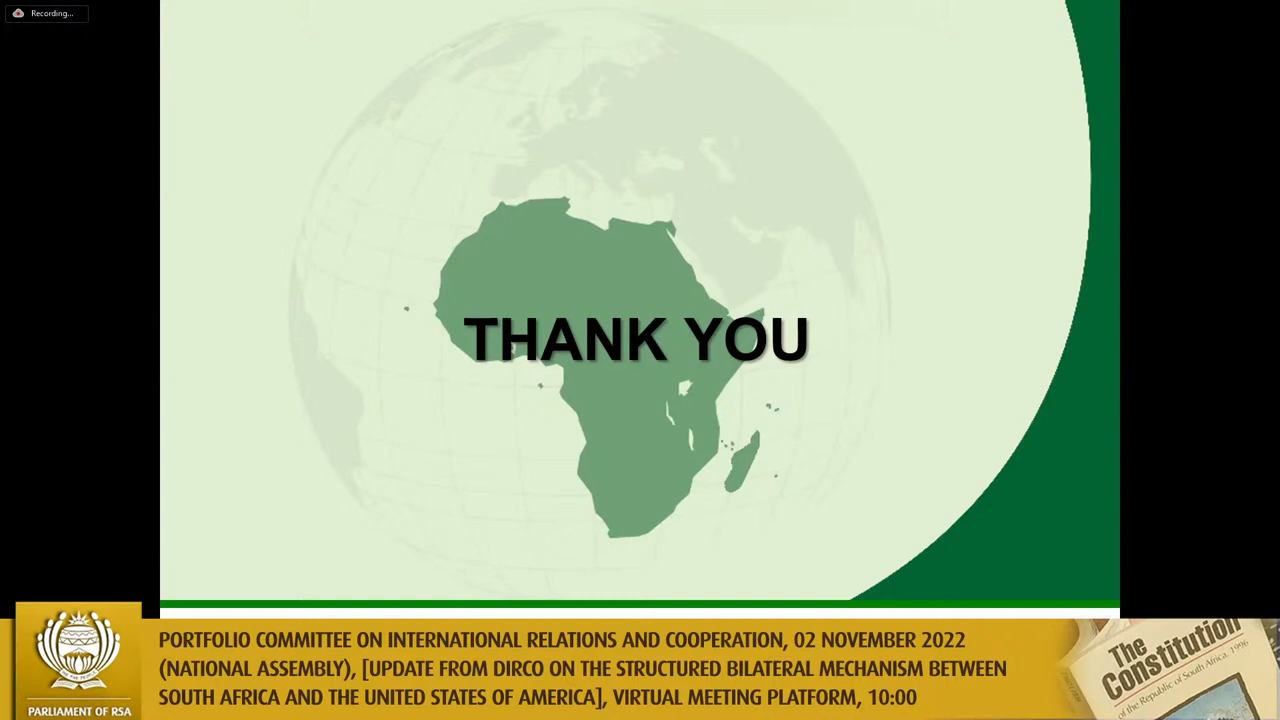 Recording...
THANK YOU
PORTFOLIO COMMITTEE ON INTERNATIONAL RELATIONS AND COOPERATION, 02 NOVEMBER 2022
(NATIONAL ASSEMBLY), [UPDATE FROM DIRCO ON THE STRUCTURED BILATERAL MECHANISM BETWEEN
SOUTH AFRICA AND THE UNITED STATES OF AMERICA], VIRTUAL MEETING PLATFORM, 10:00
PARLIAMENT OF RSA
The
Constitution
of the Republic of South Africa, 1996